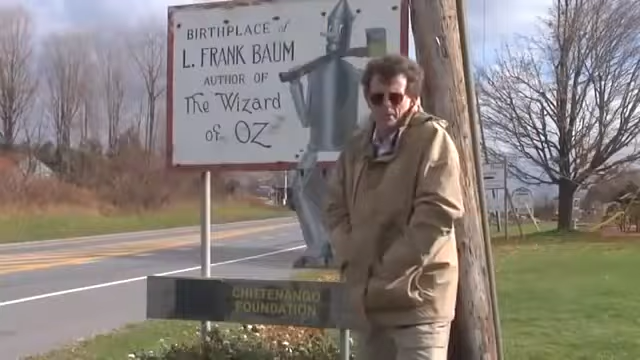 BIRTHPLACE of
L. FRANK BAUM
AUTHOR OF
The Wizard
of OZ
CHITTENANGO
FOUNDATION